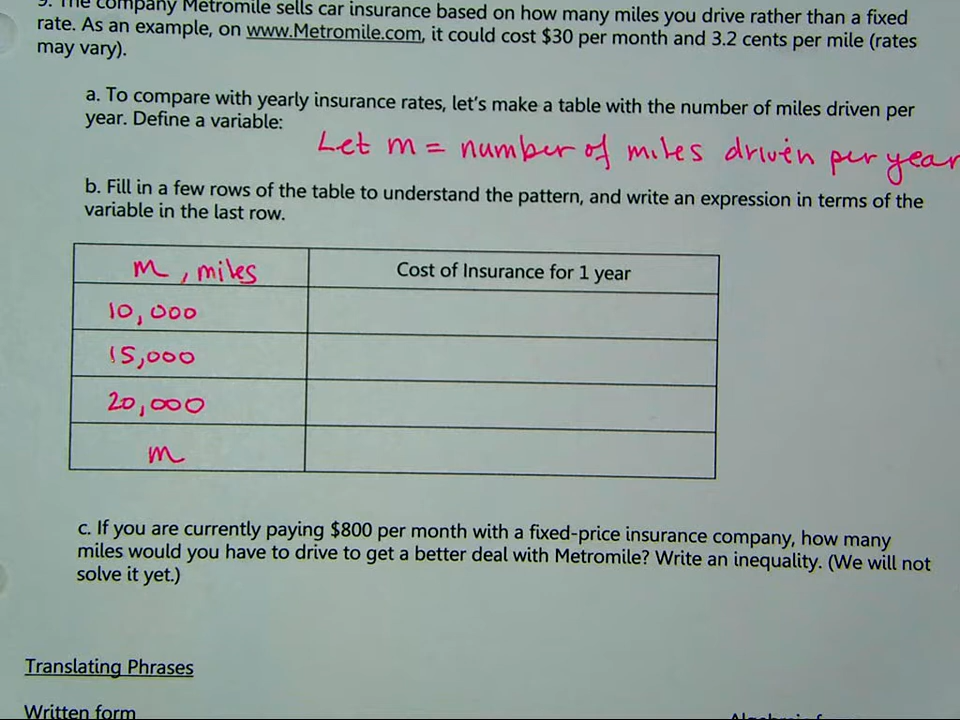 9. The company Metromile sells car insurance based on how many miles you drive rather than a fixed
rate. As an example, on www.Metromile.com, it could cost $30 per month and 3.2 cents per mile (rates
may vary).
a. To compare with yearly insurance rates, let's make a table with the number of miles driven per
year. Define a variable:
Let m = number of miles driven per year
b. Fill in a few rows of the table to understand the pattern, and write an expression in terms of the
variable in the last row.
m, miles
Cost of Insurance for 1 year
10,000
15,000
20,000
m
c. If you are currently paying $800 per month with a fixed-price insurance company, how many
miles would you have to drive to get a better deal with Metromile? Write an inequality. (We will not
solve it yet.)
Translating Phrases
Written form